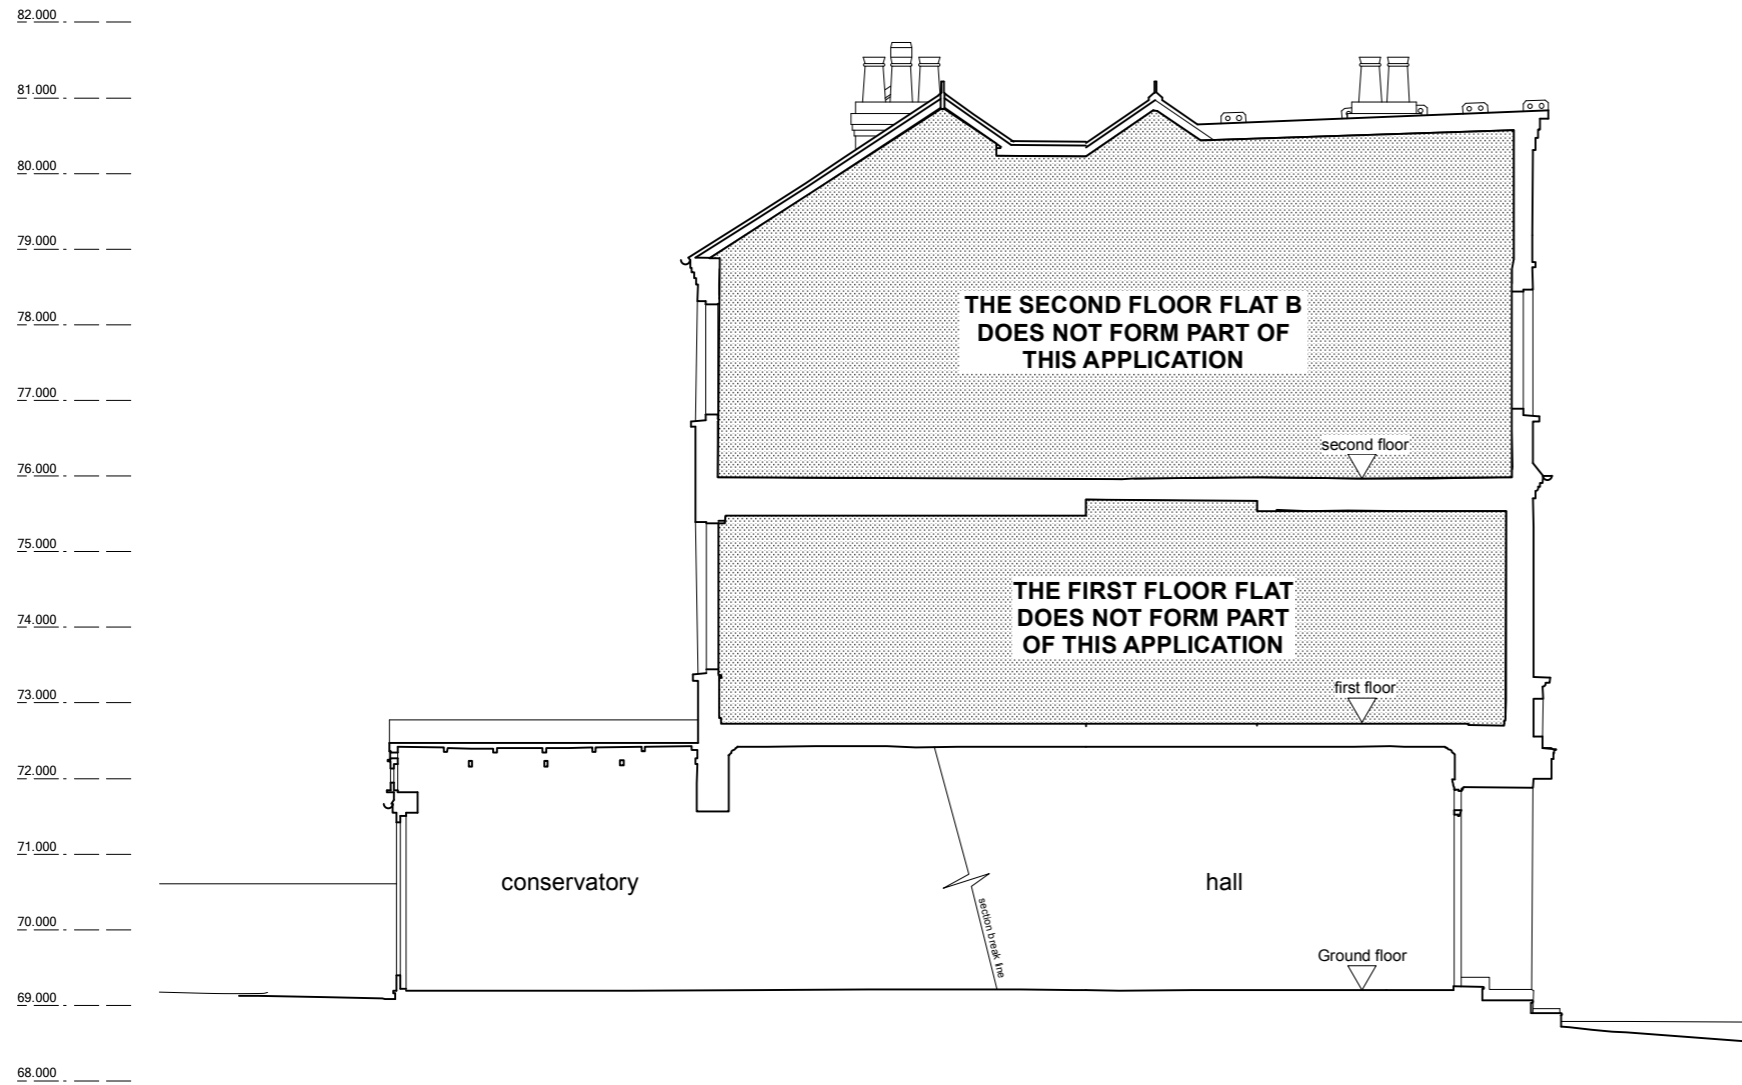 82.000
81.000
80.000
79.000
78.000
77.000
76.000
75.000
74.000
73.000
72.000
71.000
70.000
69.000
68.000
THE SECOND FLOOR FLAT B
DOES NOT FORM PART OF
THIS APPLICATION
second floor
THE FIRST FLOOR FLAT
DOES NOT FORM PART
OF THIS APPLICATION
first floor
conservatory
hall
section break line
Ground floor